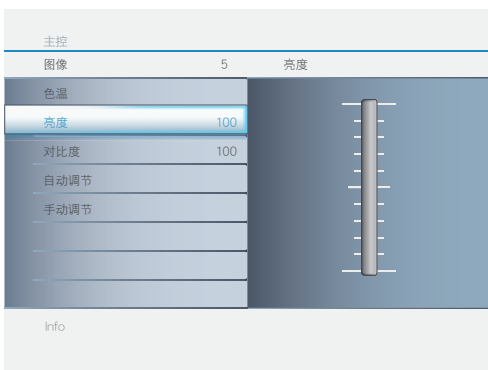 主控
图像 5 亮度
色温
亮度 100
对比度 100
自动调节
手动调节
Info